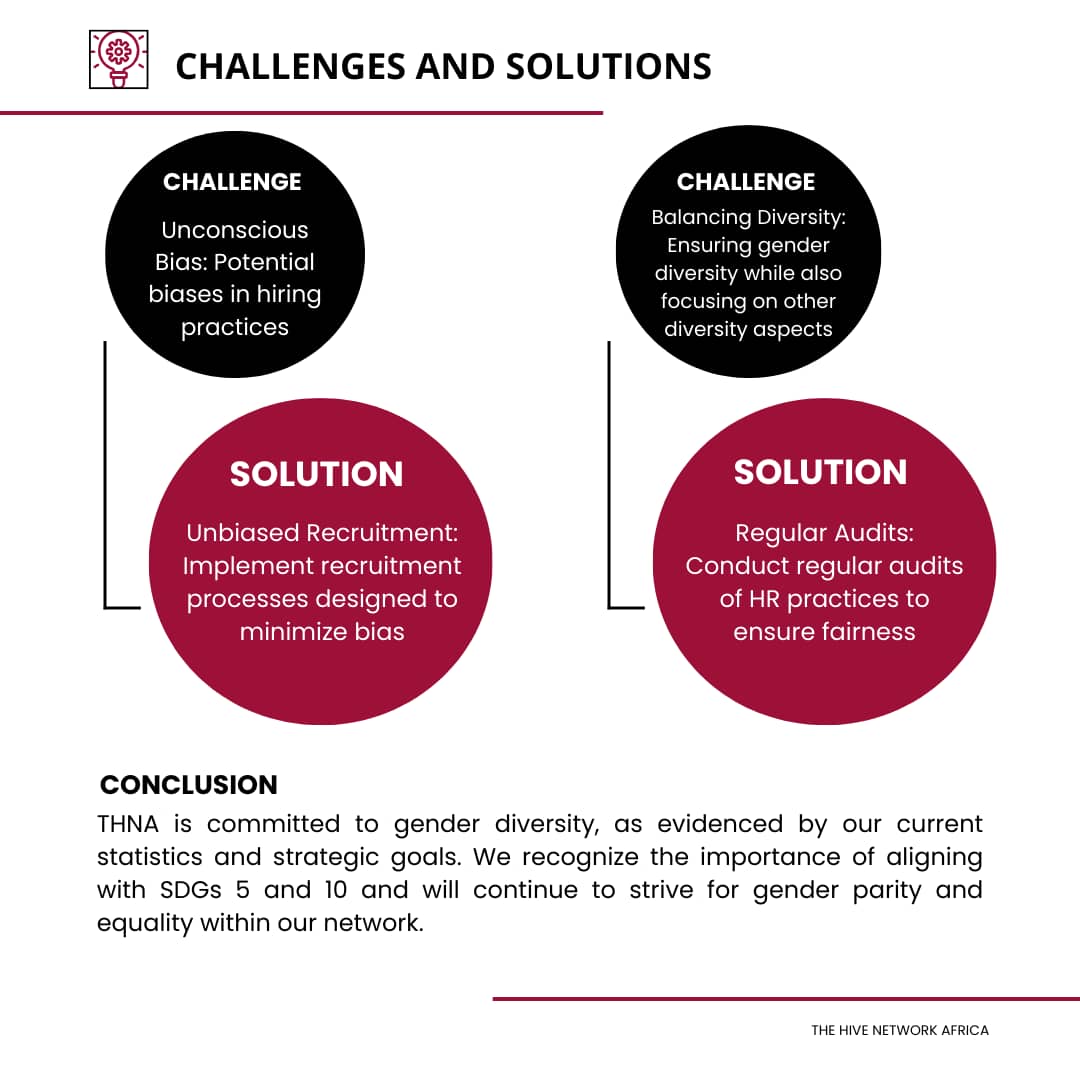 CHALLENGES AND SOLUTIONS
CHALLENGE
Unconscious
Bias: Potential
biases in hiring
practices
SOLUTION
Unbiased Recruitment:
Implement recruitment
processes designed to
minimize bias
CHALLENGE
Balancing Diversity:
Ensuring gender
diversity while also
focusing on other
diversity aspects
SOLUTION
Regular Audits:
Conduct regular audits
of HR practices to
ensure fairness
CONCLUSION
THNA is committed to gender diversity, as evidenced by our current
statistics and strategic goals. We recognize the importance of aligning
with SDGs 5 and 10 and will continue to strive for gender parity and
equality within our network.
THE HIVE NETWORK AFRICA